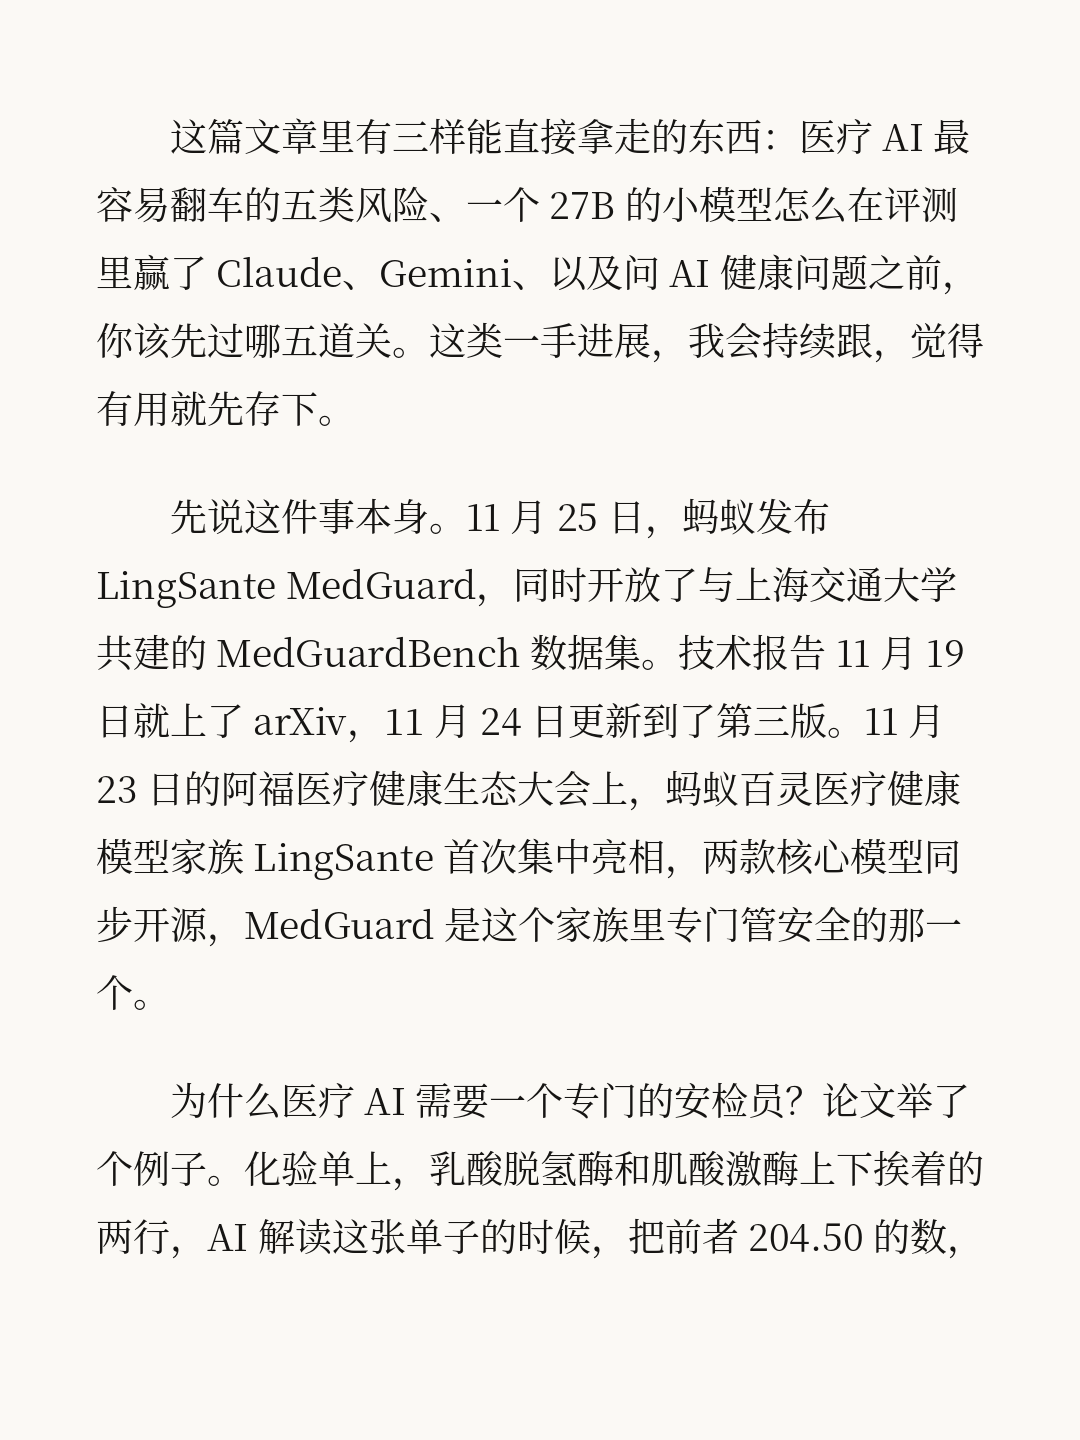 这篇文章里有三样能直接拿走的东西：医疗 AI 最
容易翻车的五类风险、一个 27B 的小模型怎么在评测
里赢了 Claude、Gemini、以及问 AI 健康问题之前，
你该先过哪五道关。这类一手进展，我会持续跟，觉得
有用就先存下。
先说这件事本身。11 月 25 日，蚂蚁发布
LingSante MedGuard，同时开放了与上海交通大学
共建的 MedGuardBench 数据集。技术报告 11 月 19
日就上了 arXiv，11 月 24 日更新到了第三版。11 月
23 日的阿福医疗健康生态大会上，蚂蚁百灵医疗健康
模型家族 LingSante 首次集中亮相，两款核心模型同
步开源，MedGuard 是这个家族里专门管安全的那一
个。
为什么医疗 AI 需要一个专门的安检员？论文举了
个例子。化验单上，乳酸脱氢酶和肌酸激酶上下挨着的
两行，AI 解读这张单子的时候，把前者 204.50 的数，